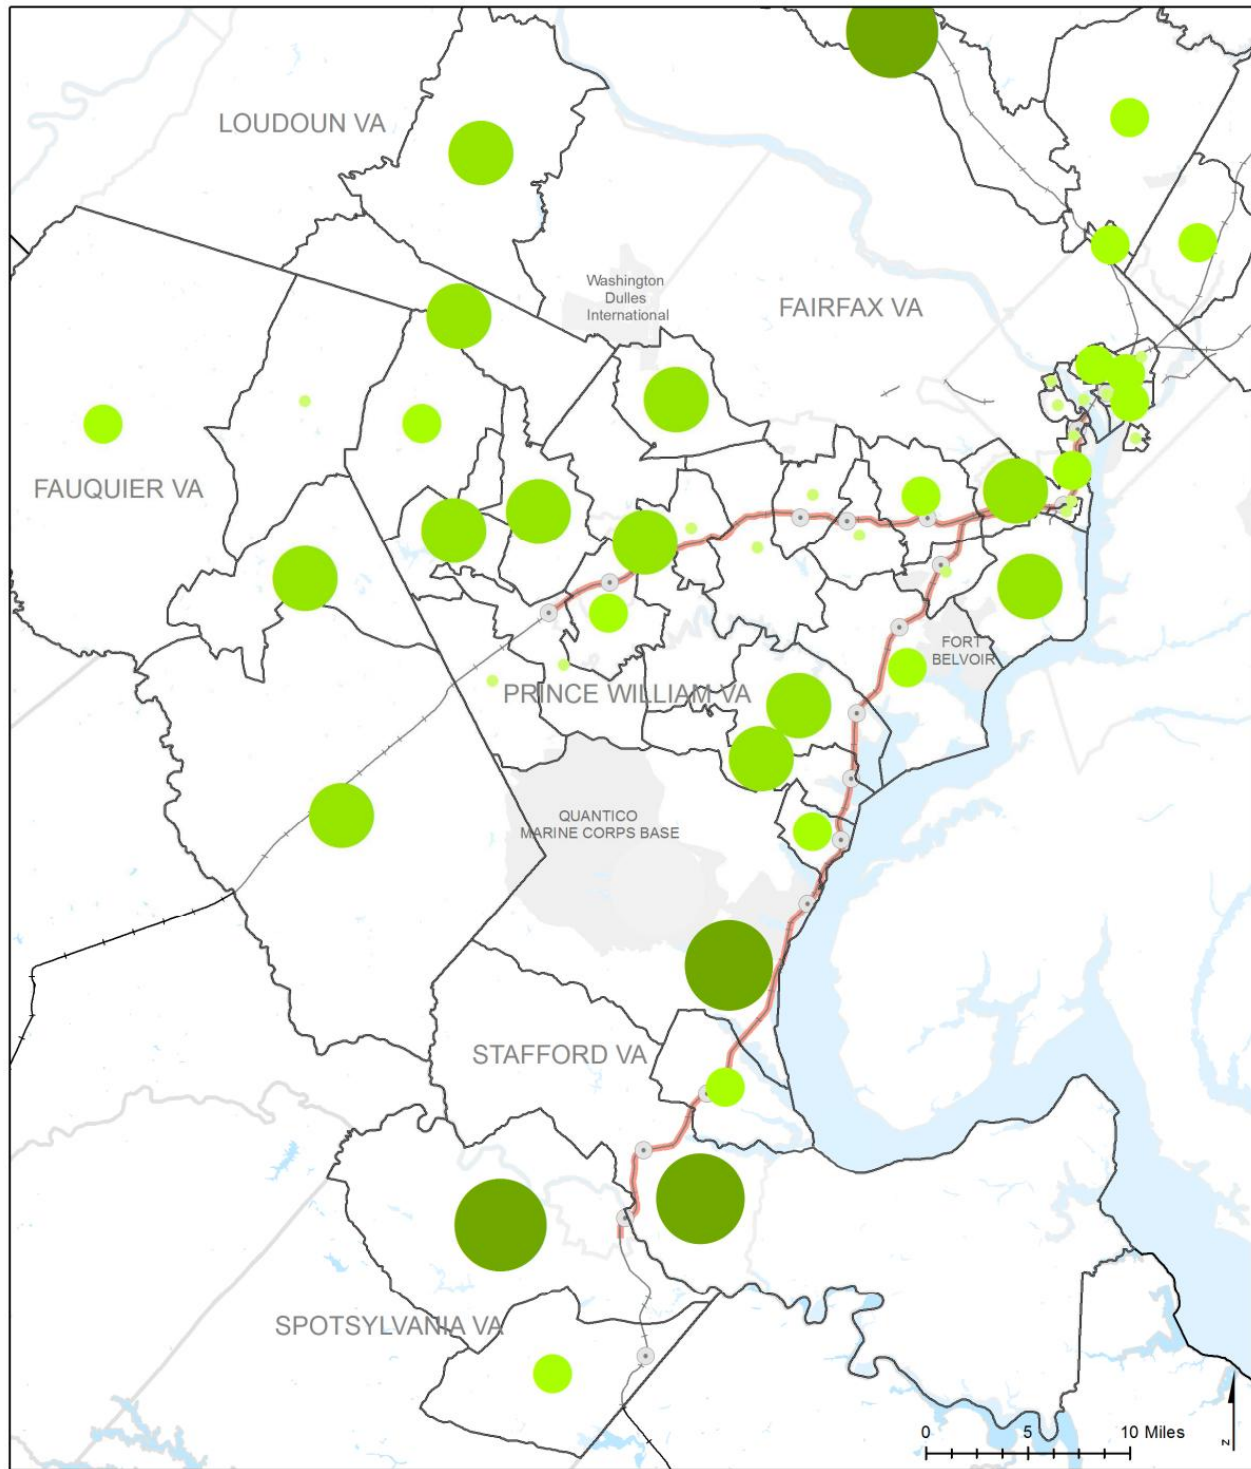 LOUDOUN VA
Washington
Dulles
International
FAIRFAX VA
FAUQUIER VA
FORT
BELVOIR
PRINCE WILLIAM VA
QUANTICO
MARINE CORPS BASE
STAFFORD VA
SPOTSYLVANIA VA
0 5 10 Miles
N